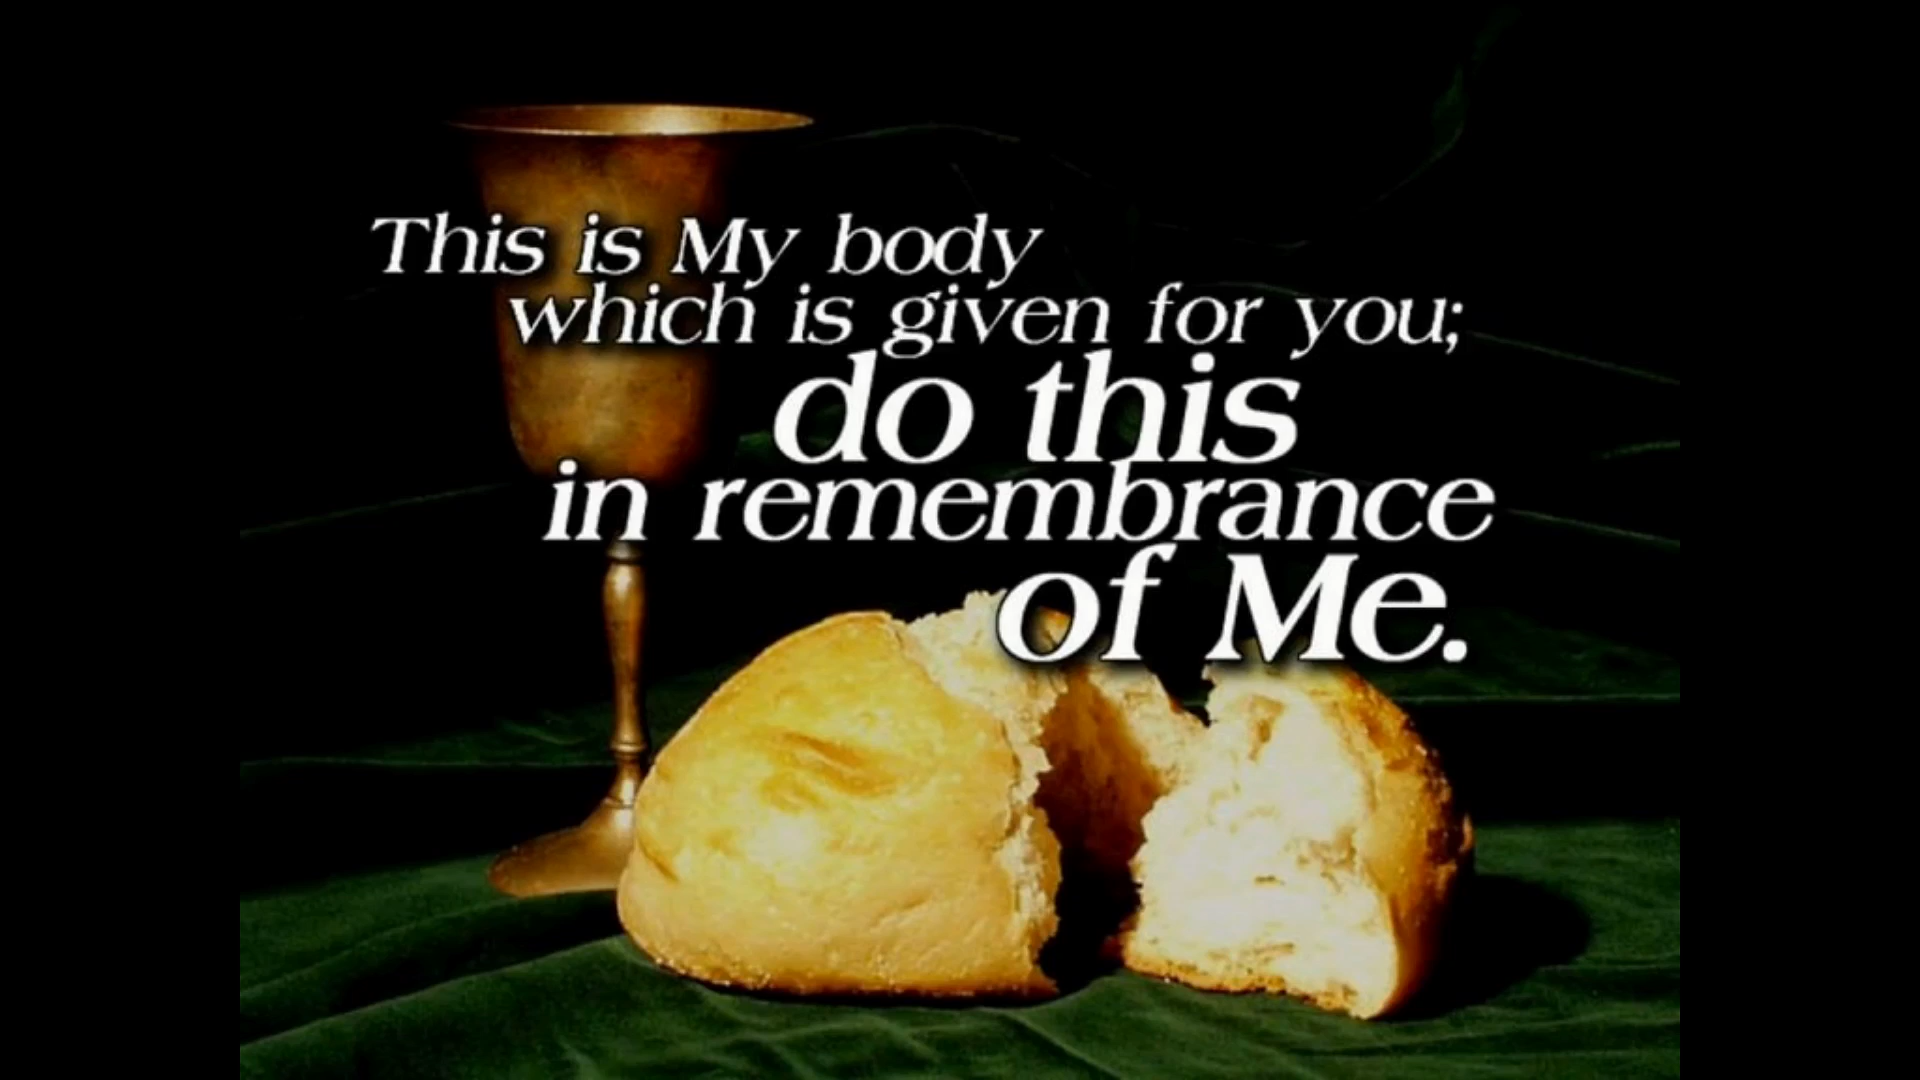 This is My body
which is given for you;
do this
in remembrance
of Me.